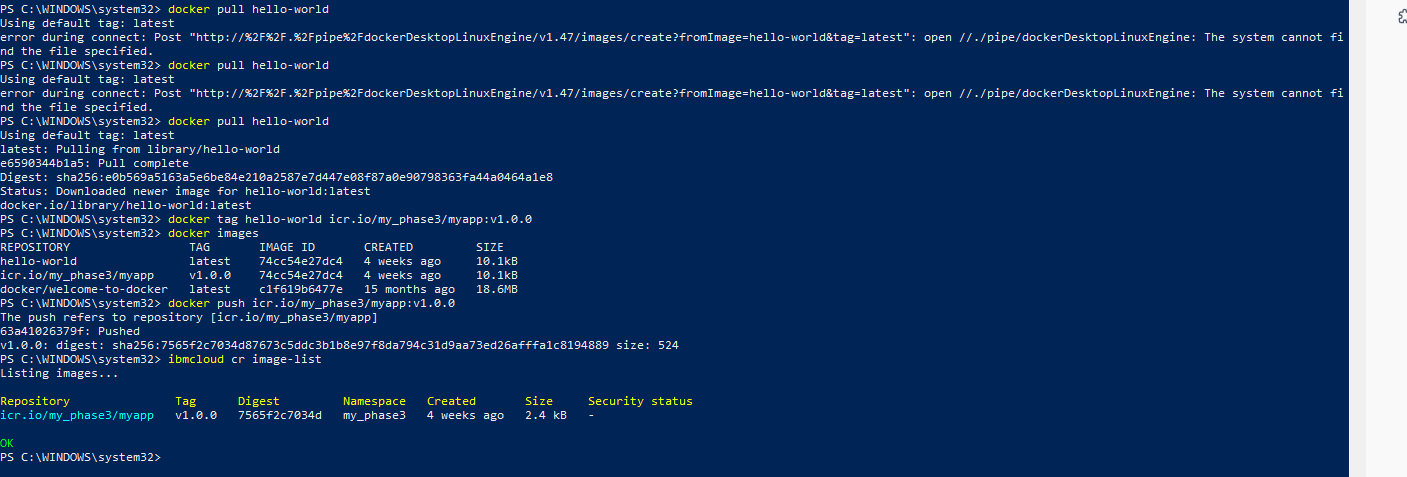 PS C:\WINDOWS\system32> docker pull hello-world
Using default tag: latest
error during connect: Post "http://%2F%2F.%2Fpipe%2FdockerDesktopLinuxEngine/v1.47/images/create?fromImage=hello-world&tag=latest": open //./pipe/dockerDesktopLinuxEngine: The system cannot fi
nd the file specified.
PS C:\WINDOWS\system32> docker pull hello-world
Using default tag: latest
error during connect: Post "http://%2F%2F.%2Fpipe%2FdockerDesktopLinuxEngine/v1.47/images/create?fromImage=hello-world&tag=latest": open //./pipe/dockerDesktopLinuxEngine: The system cannot fi
nd the file specified.
PS C:\WINDOWS\system32> docker pull hello-world
Using default tag: latest
latest: Pulling from library/hello-world
e6590344b1a5: Pull complete
Digest: sha256:e0b569a5163a5e6be84e210a2587e7d447e08f87a0e90798363fa44a0464a1e8
Status: Downloaded newer image for hello-world:latest
docker.io/library/hello-world:latest
PS C:\WINDOWS\system32> docker tag hello-world icr.io/my_phase3/myapp:v1.0.0
PS C:\WINDOWS\system32> docker images
REPOSITORY TAG IMAGE ID CREATED SIZE
hello-world latest 74cc54e27dc4 4 weeks ago 10.1kB
icr.io/my_phase3/myapp v1.0.0 74cc54e27dc4 4 weeks ago 10.1kB
docker/welcome-to-docker latest c1f619b6477e 15 months ago 18.6MB
PS C:\WINDOWS\system32> docker push icr.io/my_phase3/myapp:v1.0.0
The push refers to repository [icr.io/my_phase3/myapp]
63a41026379f: Pushed
v1.0.0: digest: sha256:7565f2c7034d87673c5ddc3b1b8e97f8da794c31d9aa73ed26afffa1c8194889 size: 524
PS C:\WINDOWS\system32> ibmcloud cr image-list
Listing images...
Repository Tag Digest Namespace Created Size Security status
icr.io/my_phase3/myapp v1.0.0 7565f2c7034d my_phase3 4 weeks ago 2.4 kB -
OK
PS C:\WINDOWS\system32>